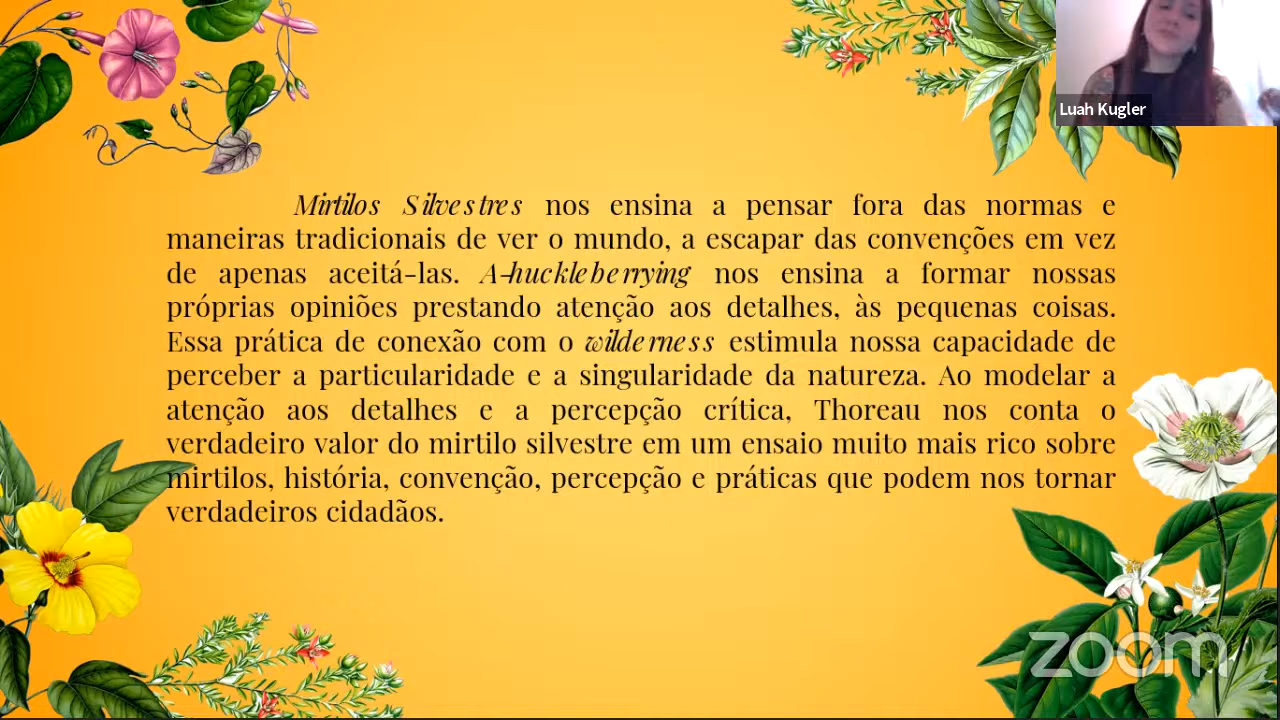 Luah Kugler
Mirtilos Silvestres nos ensina a pensar fora das normas e
maneiras tradicionais de ver o mundo, a escapar das convenções em vez
de apenas aceitá-las. A-huckleberrying nos ensina a formar nossas
próprias opiniões prestando atenção aos detalhes, às pequenas coisas.
Essa prática de conexão com o wilderness estimula nossa capacidade de
perceber a particularidade e a singularidade da natureza. Ao modelar a
atenção aos detalhes e a percepção crítica, Thoreau nos conta o
verdadeiro valor do mirtilo silvestre em um ensaio muito mais rico sobre
mirtilos, história, convenção, percepção e práticas que podem nos tornar
verdadeiros cidadãos.
zoom